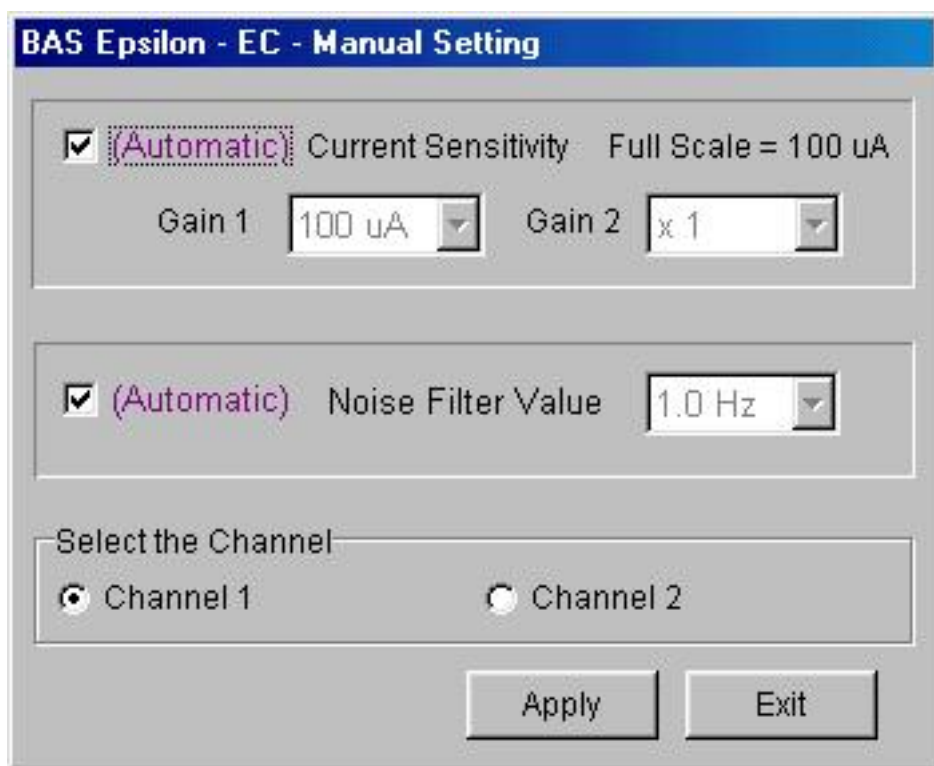 BAS Epsilon - EC - Manual Setting
(Automatic) Current Sensitivity Full Scale = 100 uA
Gain 1 100 uA Gain 2 x 1
(Automatic) Noise Filter Value 1.0 Hz
Select the Channel
Channel 1 Channel 2
Apply Exit